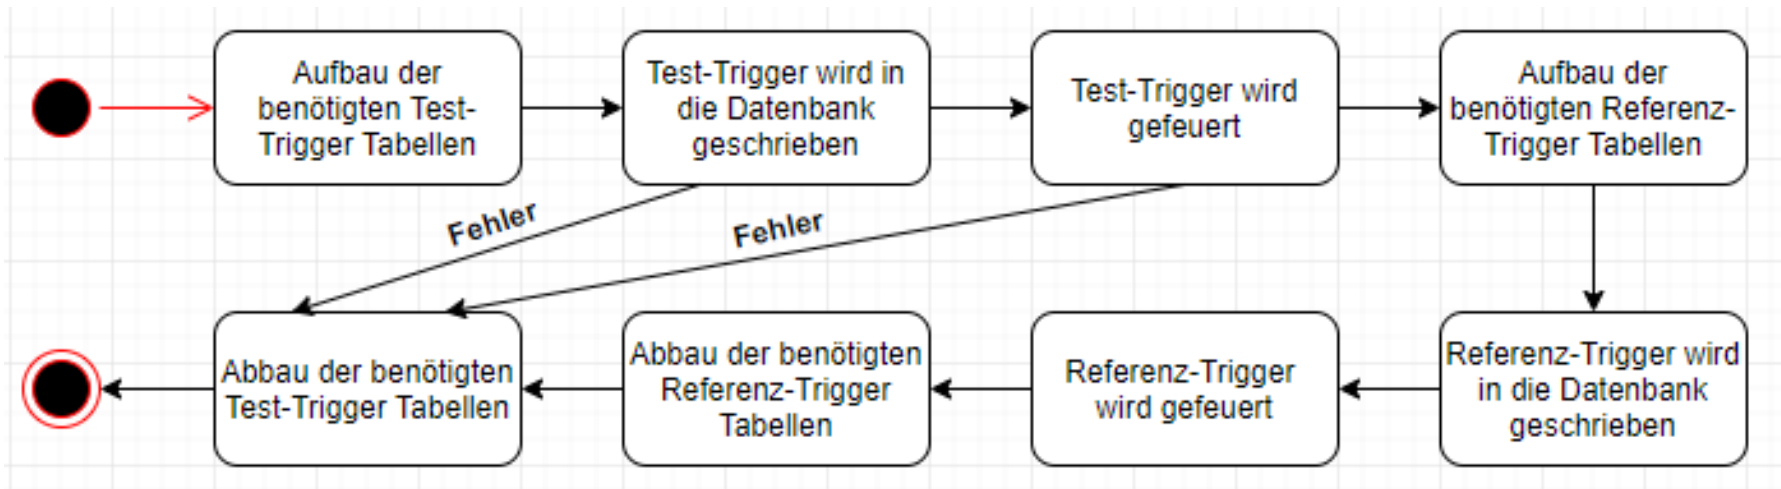 Aufbau der
benötigten Test-
Trigger Tabellen
Test-Trigger wird in
die Datenbank
geschrieben
Test-Trigger wird
gefeuert
Aufbau der
benötigten Referenz-
Trigger Tabellen
Fehler
Fehler
Abbau der benötigten
Test-Trigger Tabellen
Abbau der benötigten
Referenz-Trigger
Tabellen
Referenz-Trigger
wird gefeuert
Referenz-Trigger wird
in die Datenbank
geschrieben